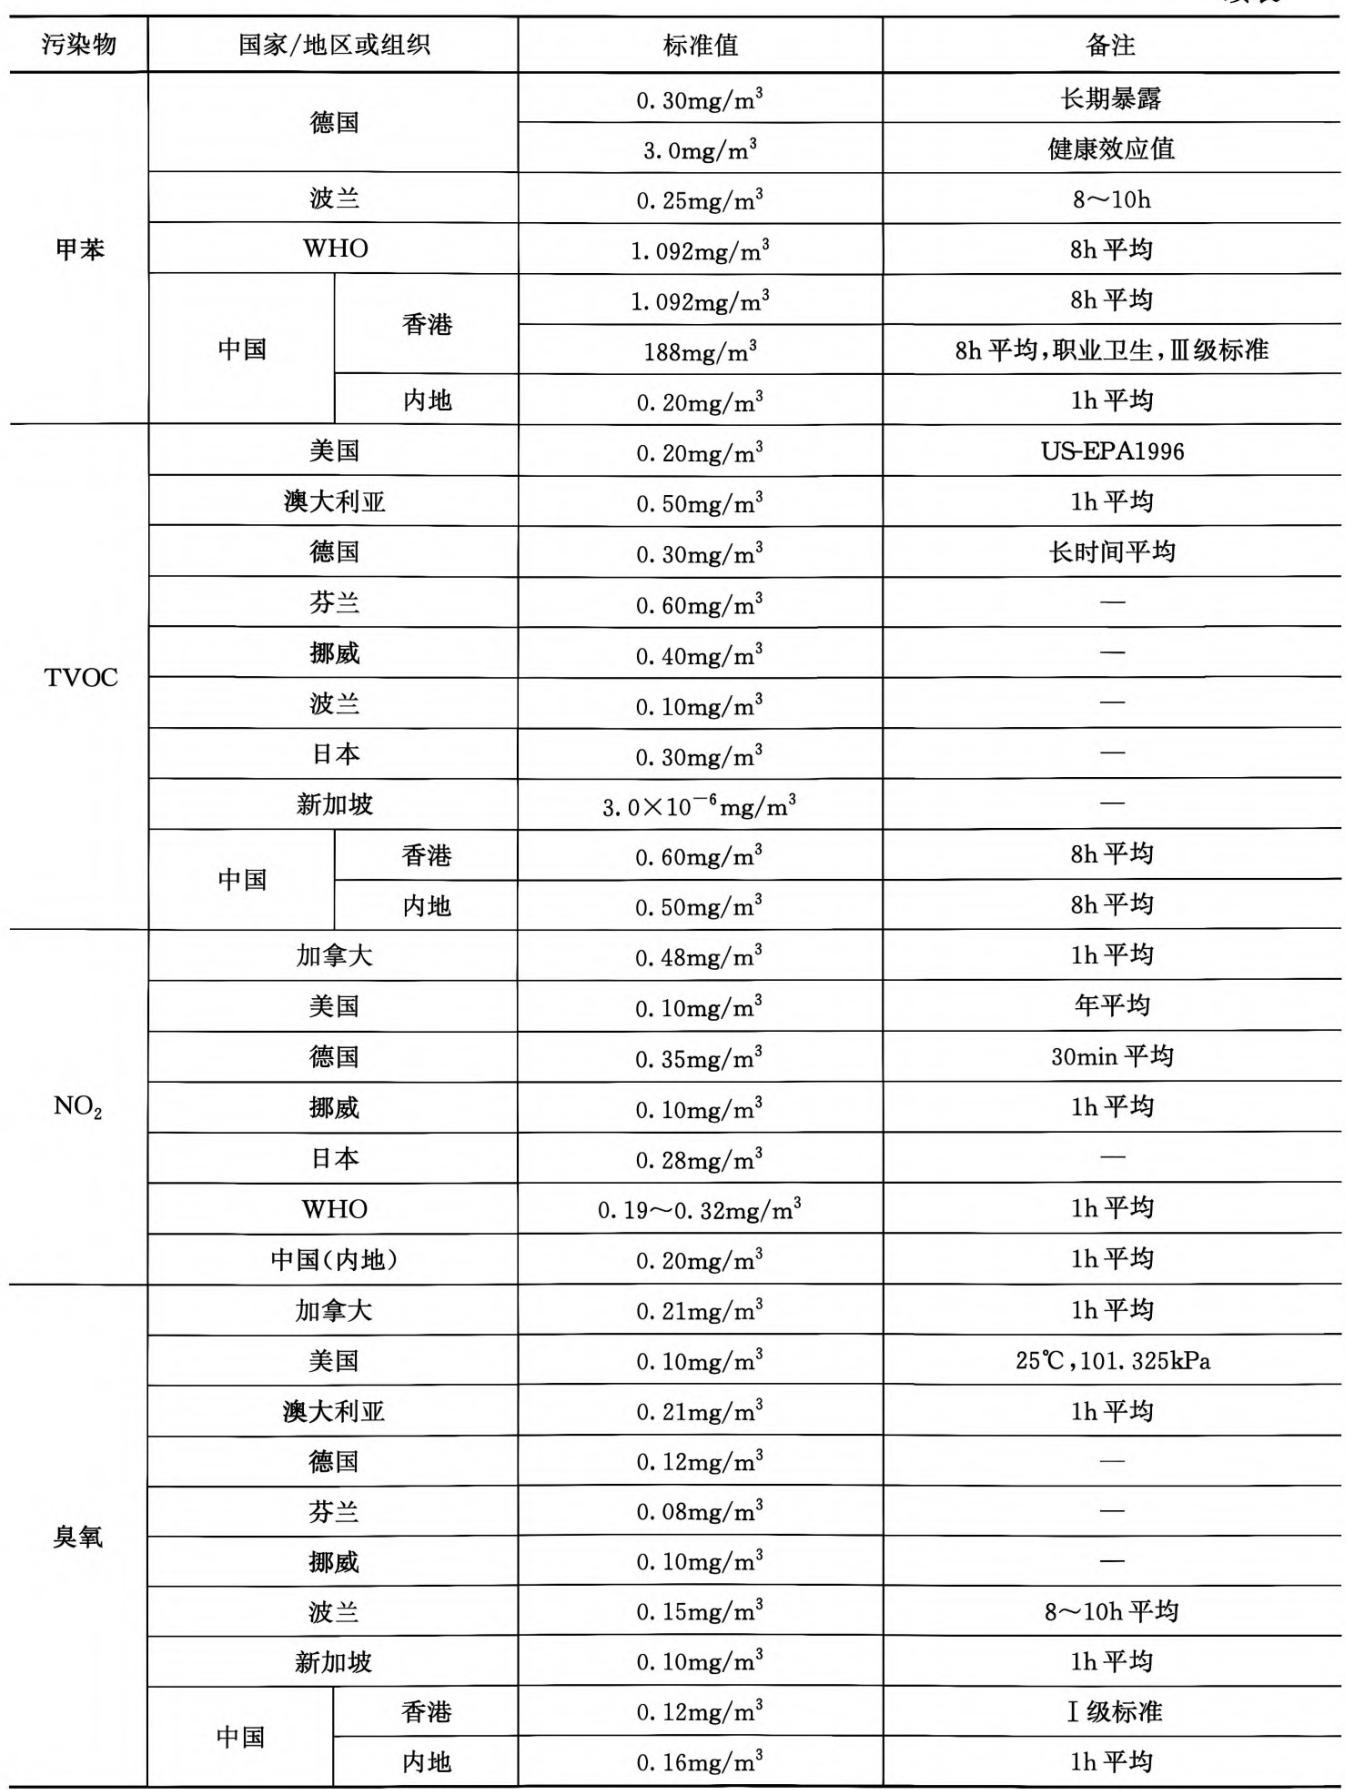 污染物 国家/地区或组织 标准值 备注
甲苯 德国 0.30mg/m³ 长期暴露
3.0mg/m³ 健康效应值
波兰 0.25mg/m³ 8～10h
WHO 1.092mg/m³ 8h平均
中国 香港 1.092mg/m³ 8h平均
188mg/m³ 8h平均,职业卫生,Ⅲ级标准
内地 0.20mg/m³ 1h平均
TVOC 美国 0.20mg/m³ US-EPA1996
澳大利亚 0.50mg/m³ 1h平均
德国 0.30mg/m³ 长时间平均
芬兰 0.60mg/m³ —
挪威 0.40mg/m³ —
波兰 0.10mg/m³ —
日本 0.30mg/m³ —
新加坡 3.0×10⁻⁶mg/m³ —
中国 香港 0.60mg/m³ 8h平均
内地 0.50mg/m³ 8h平均
NO₂ 加拿大 0.48mg/m³ 1h平均
美国 0.10mg/m³ 年平均
德国 0.35mg/m³ 30min平均
挪威 0.10mg/m³ 1h平均
日本 0.28mg/m³ —
WHO 0.19～0.32mg/m³ 1h平均
中国(内地) 0.20mg/m³ 1h平均
臭氧 加拿大 0.21mg/m³ 1h平均
美国 0.10mg/m³ 25℃,101.325kPa
澳大利亚 0.21mg/m³ 1h平均
德国 0.12mg/m³ —
芬兰 0.08mg/m³ —
挪威 0.10mg/m³ —
波兰 0.15mg/m³ 8～10h平均
新加坡 0.10mg/m³ 1h平均
中国 香港 0.12mg/m³ Ⅰ级标准
内地 0.16mg/m³ 1h平均